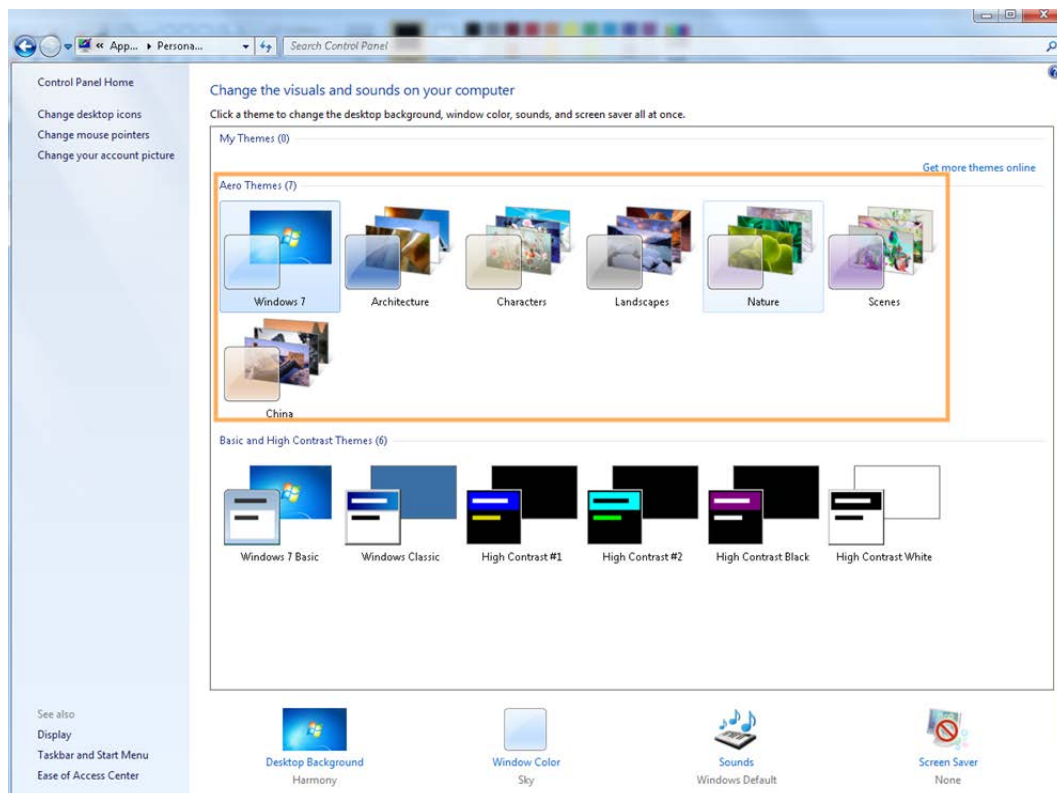 « App... ▸ Persona...
Search Control Panel
Control Panel Home
Change desktop icons
Change mouse pointers
Change your account picture
Change the visuals and sounds on your computer
Click a theme to change the desktop background, window color, sounds, and screen saver all at once.
My Themes (0)
Get more themes online
Aero Themes (7)
Windows 7 Architecture Characters Landscapes Nature Scenes
China
Basic and High Contrast Themes (6)
Windows 7 Basic Windows Classic High Contrast #1 High Contrast #2 High Contrast Black High Contrast White
See also
Display
Taskbar and Start Menu
Ease of Access Center
Desktop Background Window Color Sounds Screen Saver
Harmony Sky Windows Default None